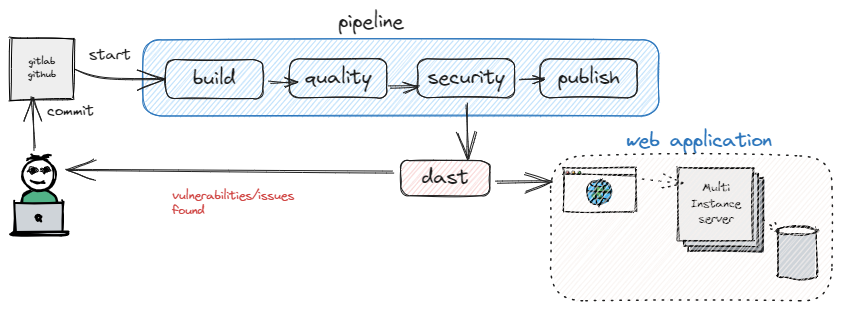 pipeline
gitlab
github
start
build
quality
security
publish
commit
web application
dast
vulnerabilities/issues
found
Multi
Instance
server